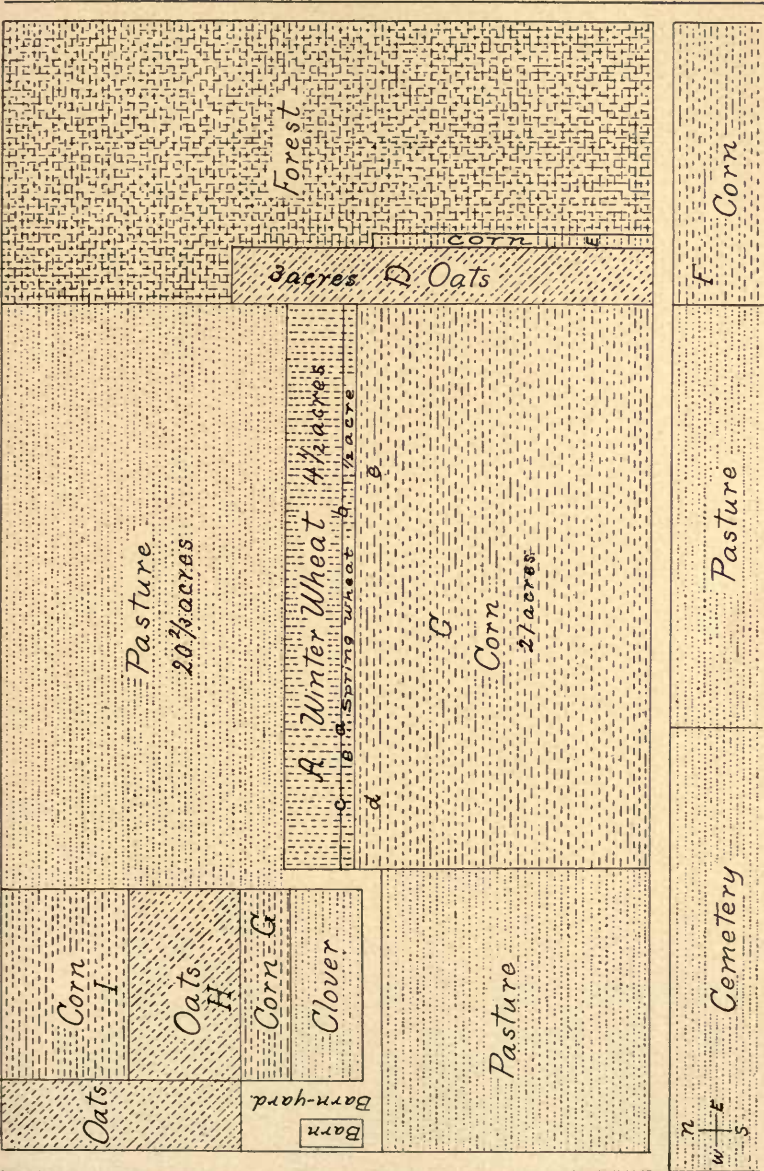 Forest
Corn
F
corn
E
3 acres D Oats
Pasture
20 2/3 acres
A Winter Wheat 4 1/2 acres
c B a Spring wheat b 1/2 acre
d
e
G
Corn
27 acres
Pasture
Corn
I
Oats
H
Corn G
Clover
Pasture
Cemetery
Oats
Barn-yard
Barn
n
w E
S